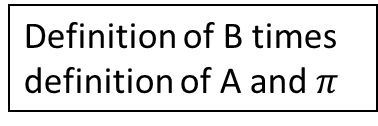 Definition of B times
definition of A and π